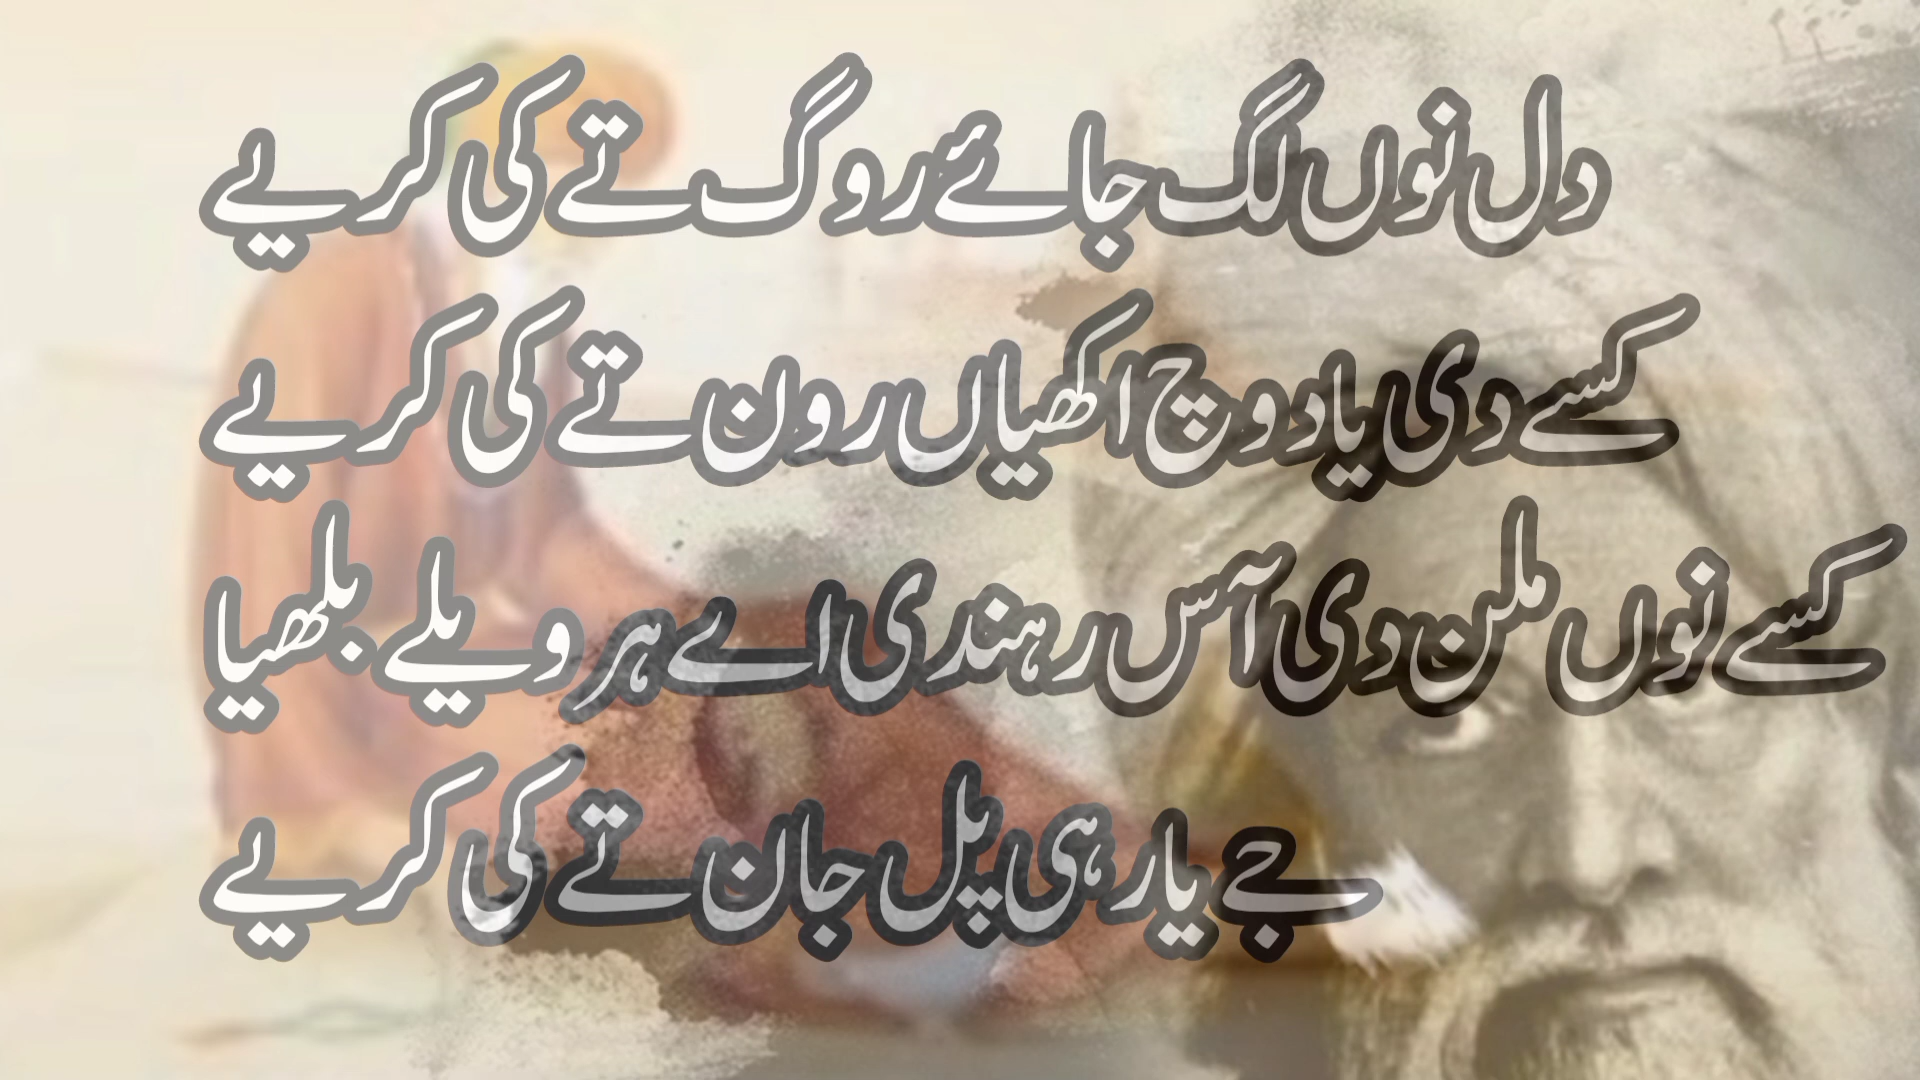 دل نوں لگ جائے روگ تے کی کریے
کسے دی یاد وچ اکھیاں رون تے کی کریے
کسے نوں ملن دی آس رہندی اے ہر ویلے بلھیا
جے یار ہی پل جان تے کی کریے